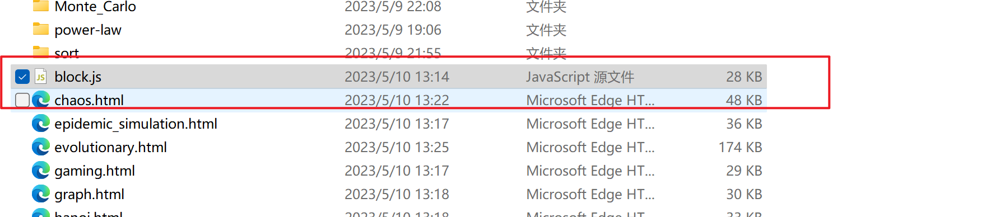 Monte_Carlo 2023/5/9 22:08 文件夹
power-law 2023/5/9 19:06 文件夹
sort 2023/5/9 21:55 文件夹
JS block.js 2023/5/10 13:14 JavaScript 源文件 28 KB
chaos.html 2023/5/10 13:22 Microsoft Edge HT... 48 KB
epidemic_simulation.html 2023/5/10 13:17 Microsoft Edge HT... 36 KB
evolutionary.html 2023/5/10 13:25 Microsoft Edge HT... 174 KB
gaming.html 2023/5/10 13:17 Microsoft Edge HT... 29 KB
graph.html 2023/5/10 13:18 Microsoft Edge HT... 30 KB
hanoi.html 2023/5/10 13:18 Microsoft Edge HT... 33 KB